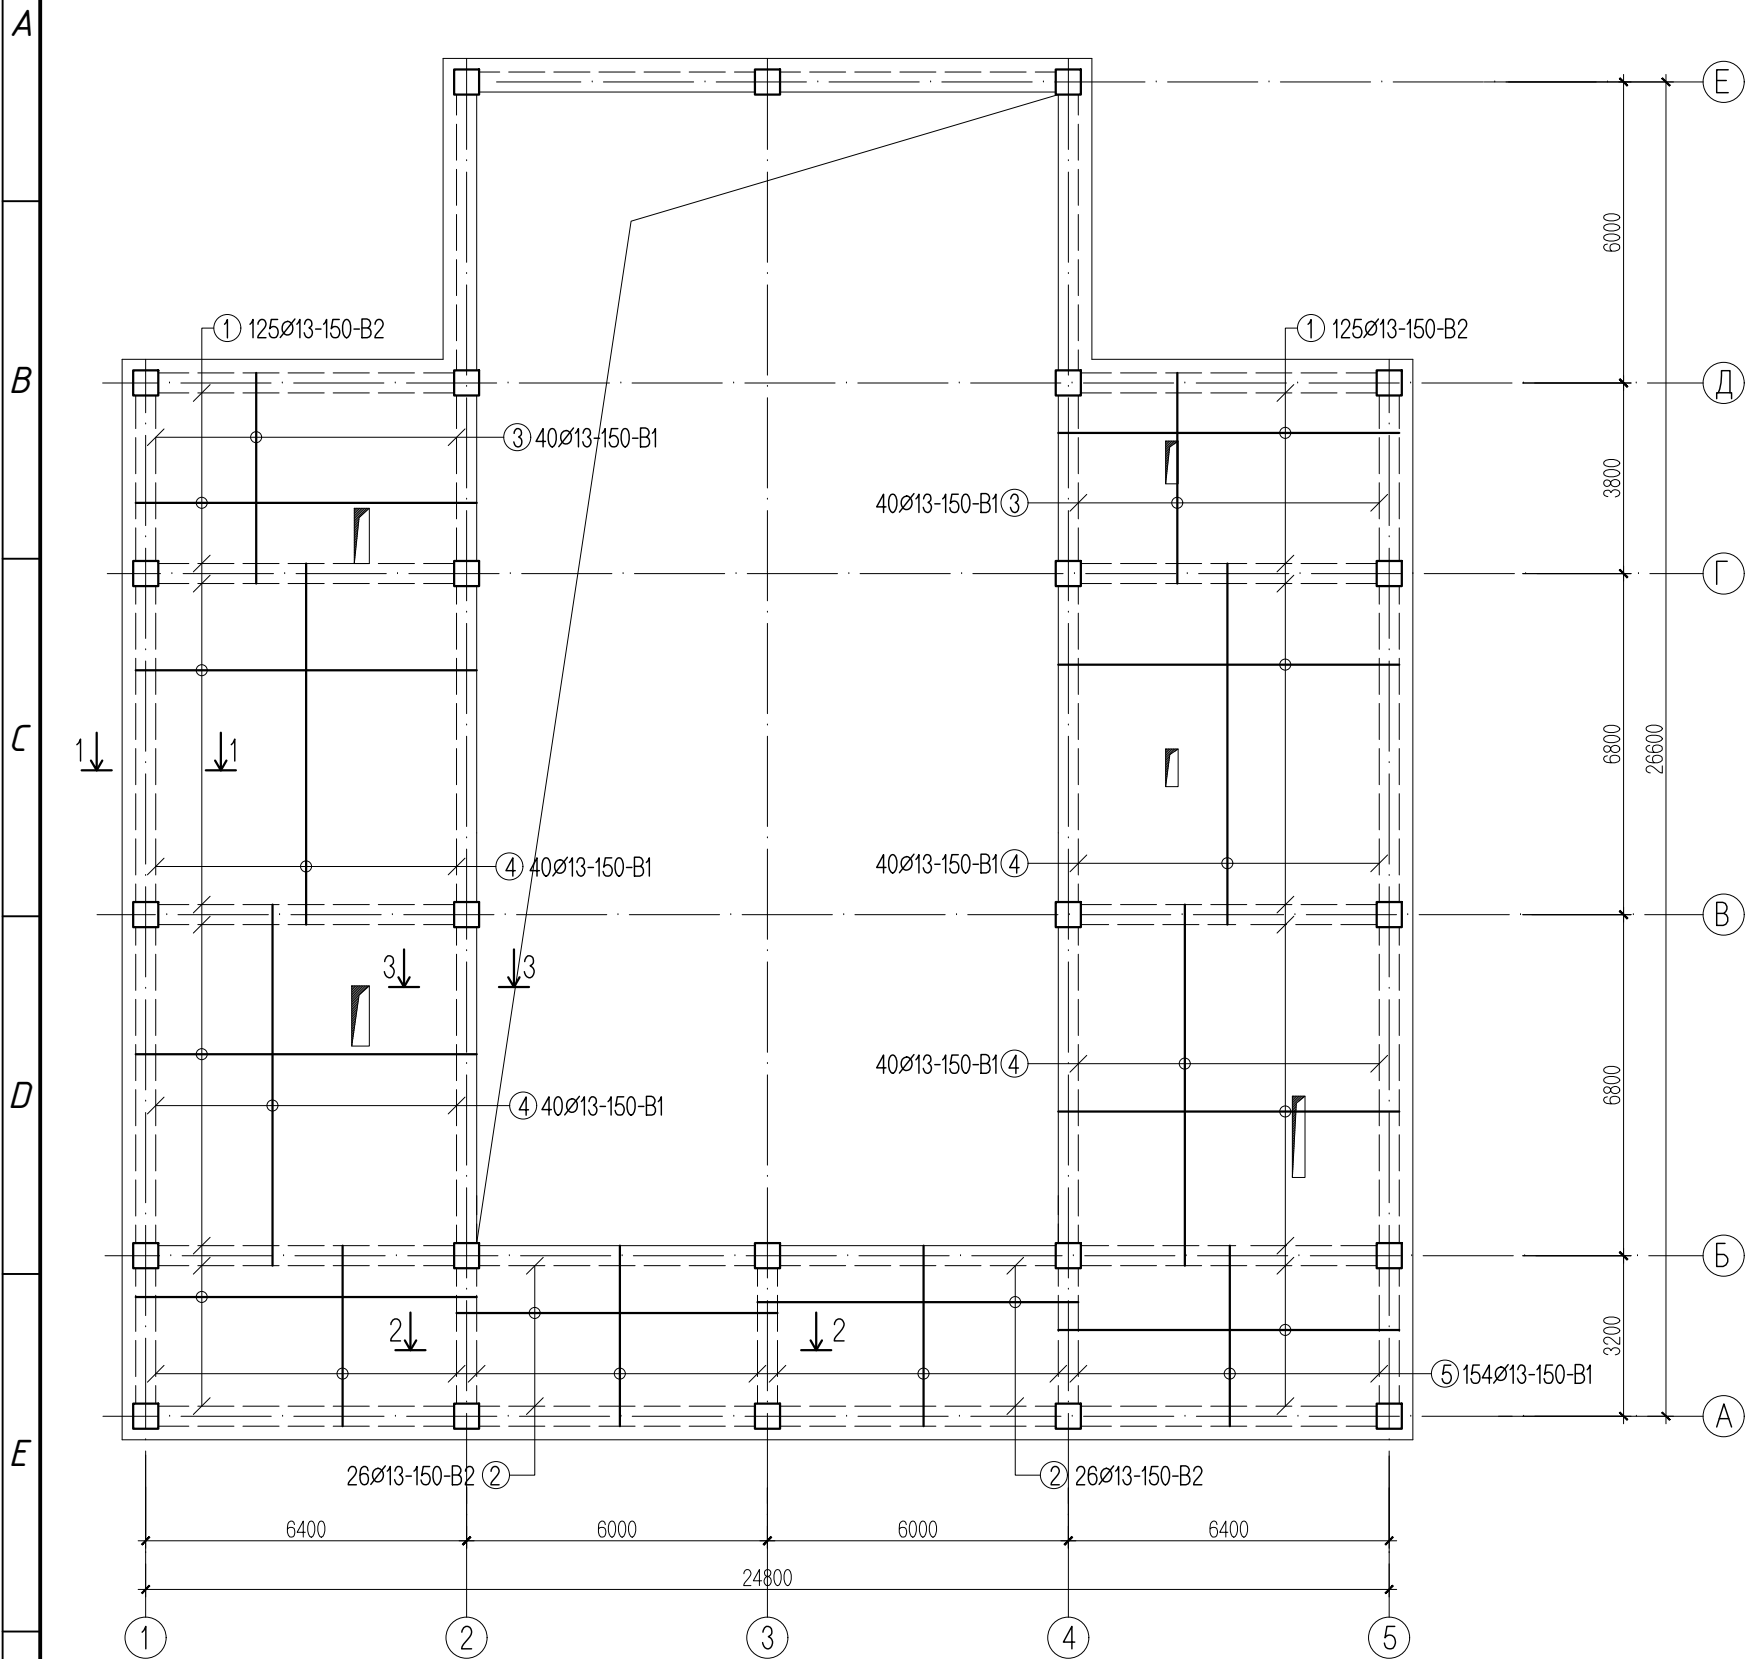 A
Е
6000
① 125Ø13-150-B2
① 125Ø13-150-B2
B
Д
③ 40Ø13-150-B1
3800
40Ø13-150-B1 ③
Г
C
1 1
6800
26600
④ 40Ø13-150-B1
40Ø13-150-B1 ④
В
3 3
40Ø13-150-B1 ④
6800
D
④ 40Ø13-150-B1
Б
2 2
3200
⑤ 154Ø13-150-B1
А
E
26Ø13-150-B2 ②
② 26Ø13-150-B2
6400 6000 6000 6400
24800
1 2 3 4 5